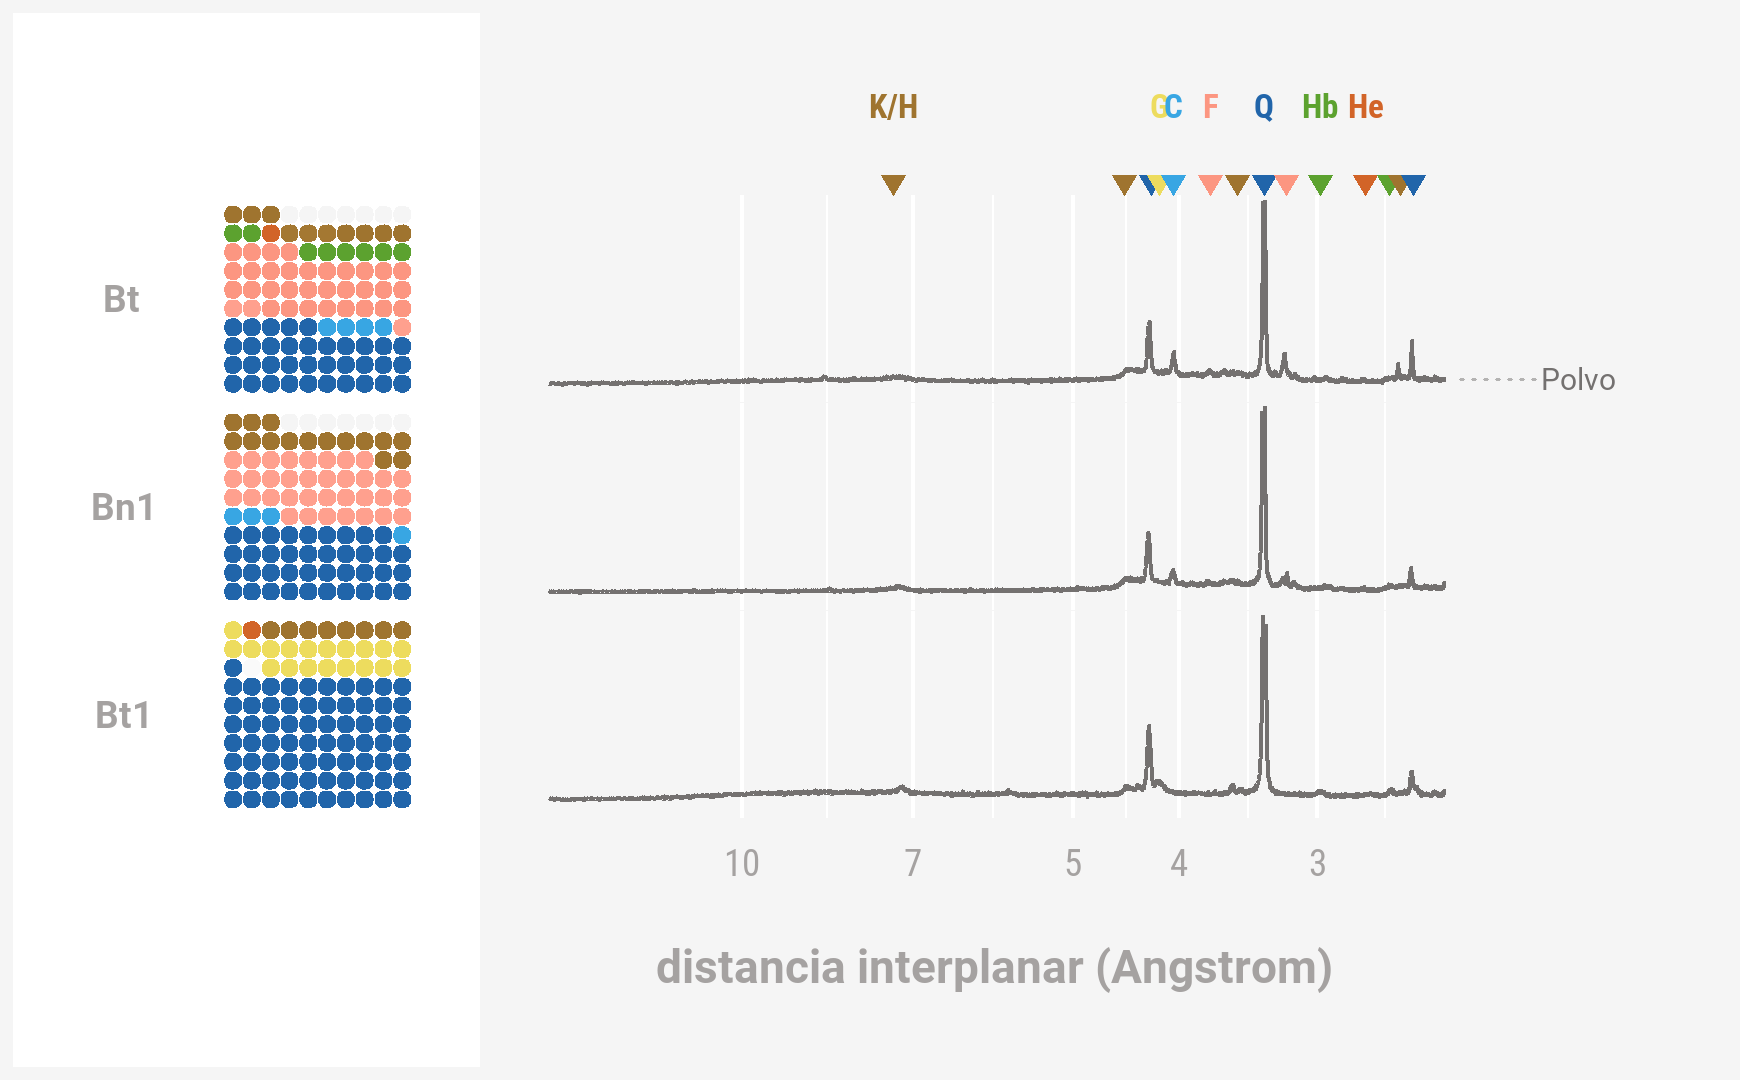 K/H G C F Q Hb He
Bt
Polvo
Bn1
Bt1
10 7 5 4 3
distancia interplanar (Angstrom)